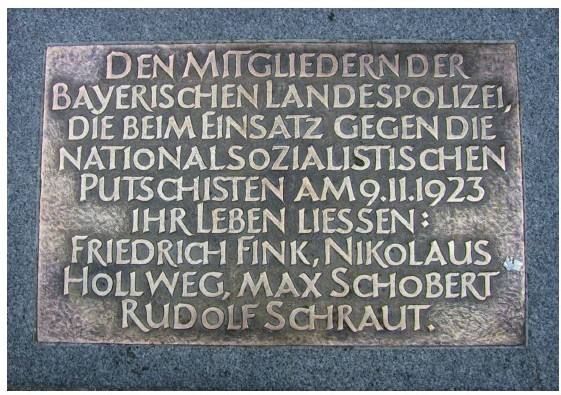 DEN MITGLIEDERN DER
BAYERISCHEN LANDESPOLIZEI,
DIE BEIM EINSATZ GEGEN DIE
NATIONALSOZIALISTISCHEN
PUTSCHISTEN AM 9.11.1923
IHR LEBEN LIESSEN:
FRIEDRICH FINK, NIKOLAUS
HOLLWEG, MAX SCHOBERT
RUDOLF SCHRAUT.